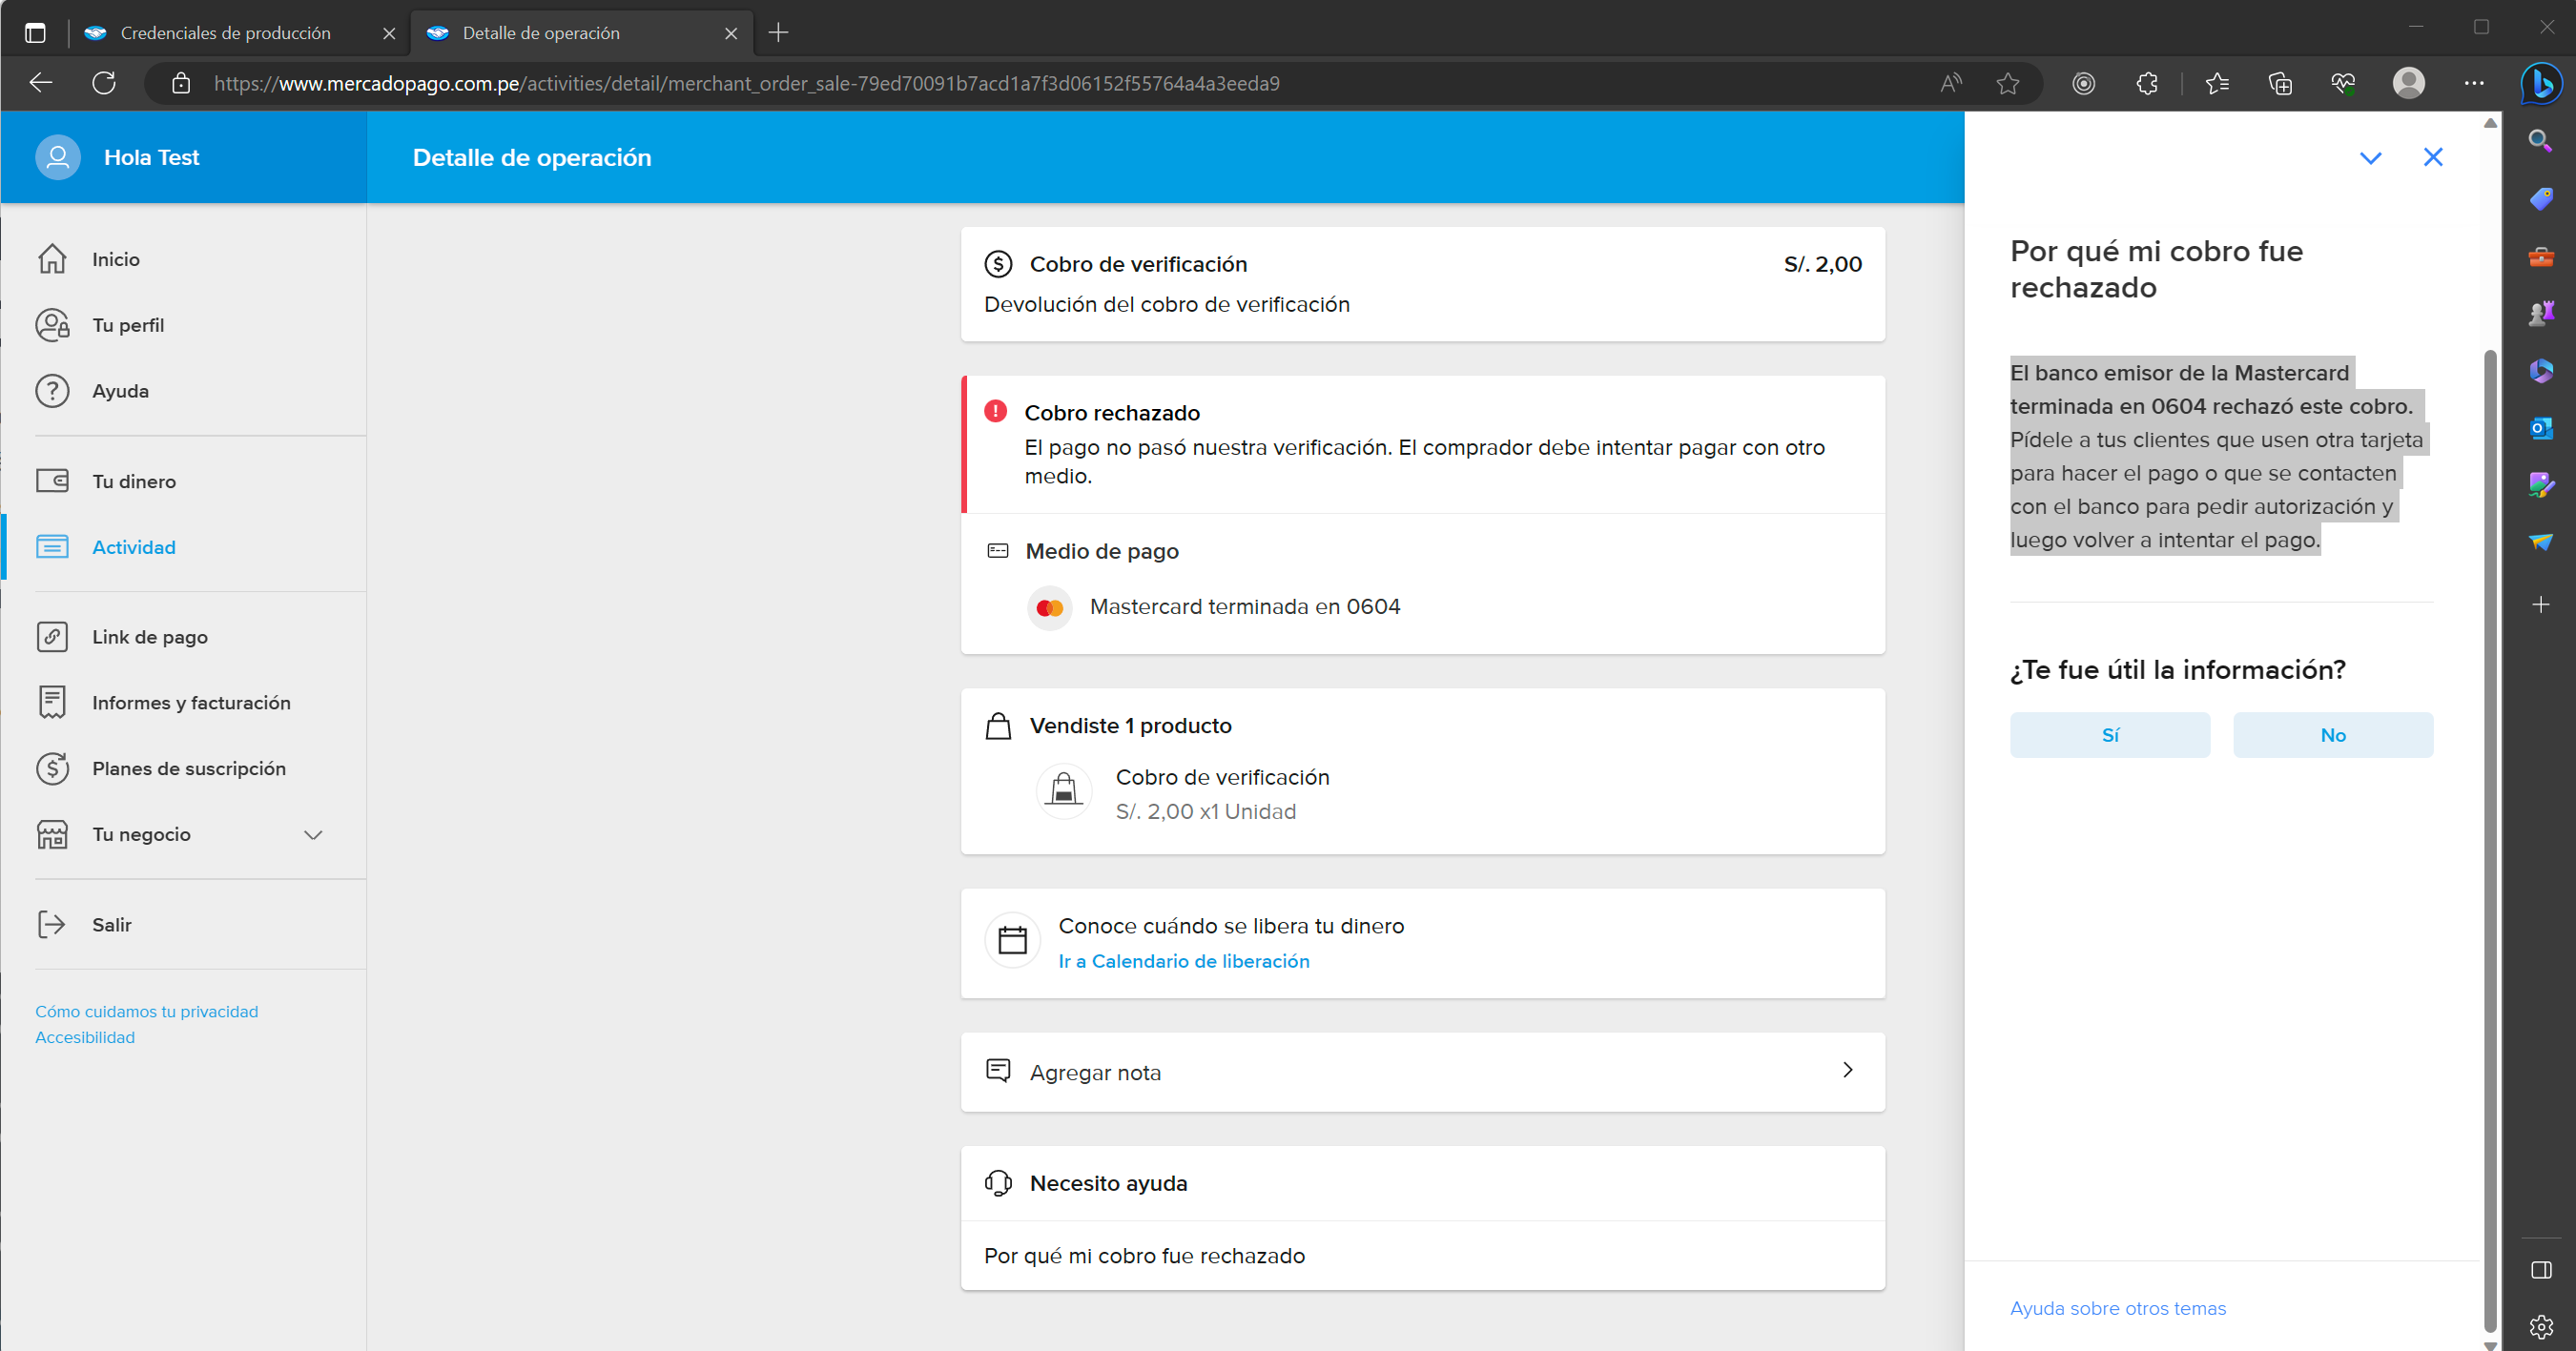 Credenciales de producción
Detalle de operación
https://www.mercadopago.com.pe/activities/detail/merchant_order_sale-79ed70091b7acd1a7f3d06152f55764a4a3eeda9
Hola Test
Detalle de operación
Inicio
Tu perfil
Ayuda
Tu dinero
Actividad
Link de pago
Informes y facturación
Planes de suscripción
Tu negocio
Salir
Cómo cuidamos tu privacidad
Accesibilidad
Cobro de verificación
S/. 2,00
Devolución del cobro de verificación
Cobro rechazado
El pago no pasó nuestra verificación. El comprador debe intentar pagar con otro
medio.
Medio de pago
Mastercard terminada en 0604
Vendiste 1 producto
Cobro de verificación
S/. 2,00 x1 Unidad
Conoce cuándo se libera tu dinero
Ir a Calendario de liberación
Agregar nota
Necesito ayuda
Por qué mi cobro fue rechazado
Por qué mi cobro fue
rechazado
El banco emisor de la Mastercard
terminada en 0604 rechazó este cobro.
Pídele a tus clientes que usen otra tarjeta
para hacer el pago o que se contacten
con el banco para pedir autorización y
luego volver a intentar el pago.
¿Te fue útil la información?
Sí
No
Ayuda sobre otros temas